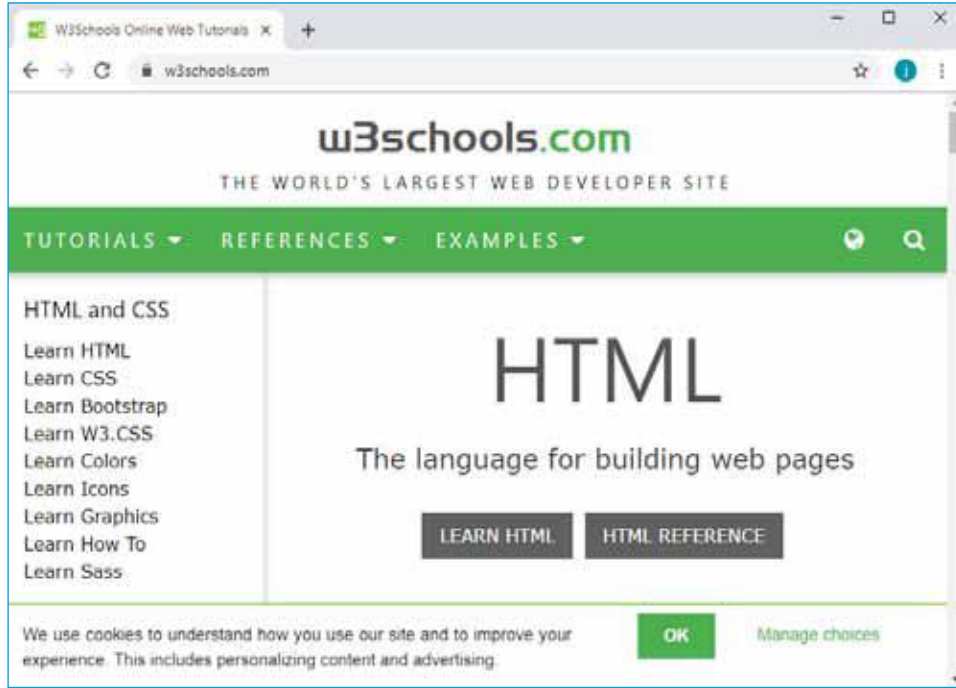 W3Schools Online Web Tutorials
w3schools.com
w3schools.com
THE WORLD'S LARGEST WEB DEVELOPER SITE
TUTORIALS REFERENCES EXAMPLES
HTML and CSS
Learn HTML
Learn CSS
Learn Bootstrap
Learn W3.CSS
Learn Colors
Learn Icons
Learn Graphics
Learn How To
Learn Sass
HTML
The language for building web pages
LEARN HTML HTML REFERENCE
We use cookies to understand how you use our site and to improve your
experience. This includes personalizing content and advertising.
OK Manage choices